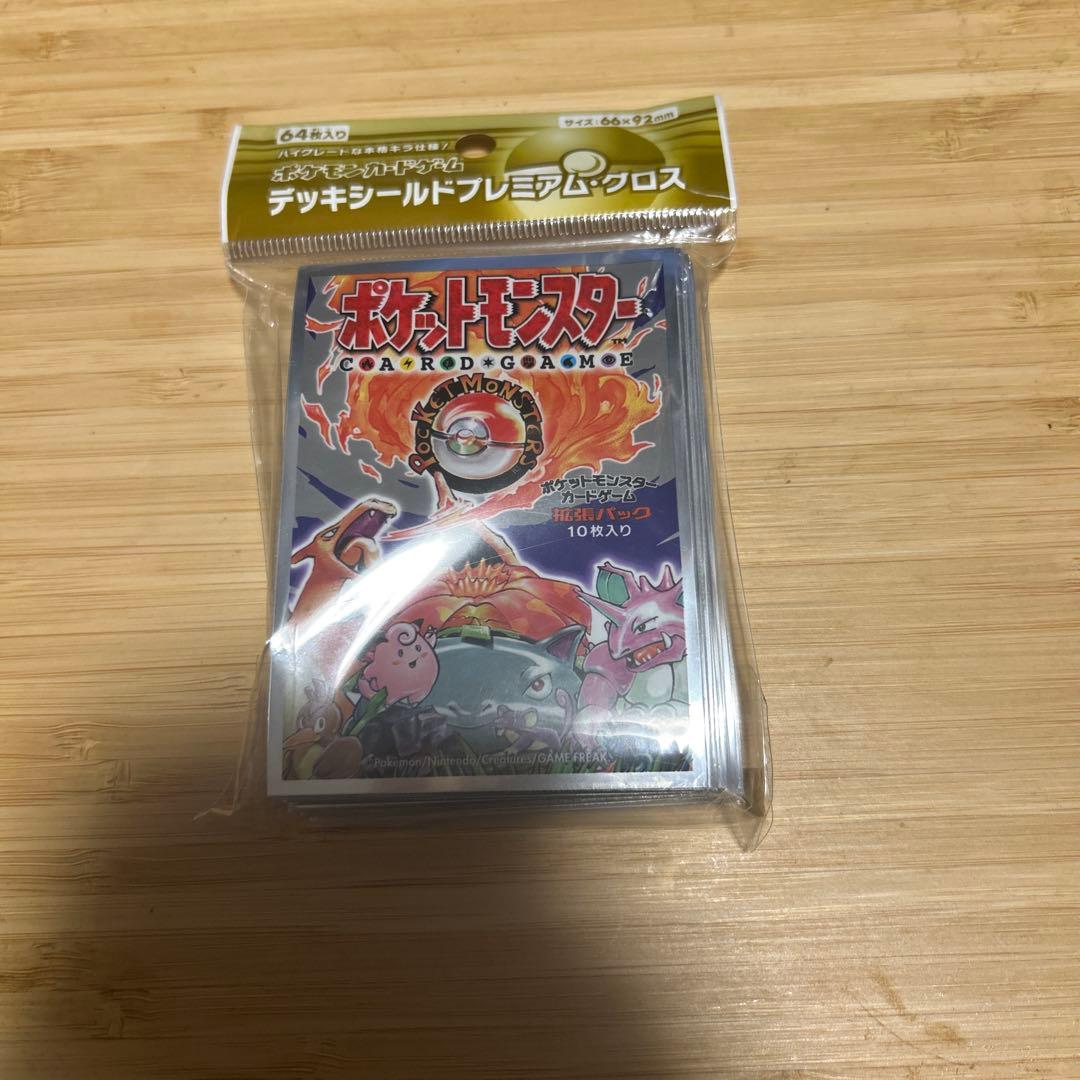 64枚入り
サイズ:66×92mm
ハイグレードな本格キラ仕様!
ポケモンカードゲーム
デッキシールドプレミアム・グロス
ポケットモンスター
TM
CARD GAME
POCKET MONSTERS
ポケットモンスター
カードゲーム
拡張パック
10枚入り
©Pokémon/Nintendo/Creatures/GAME FREAK